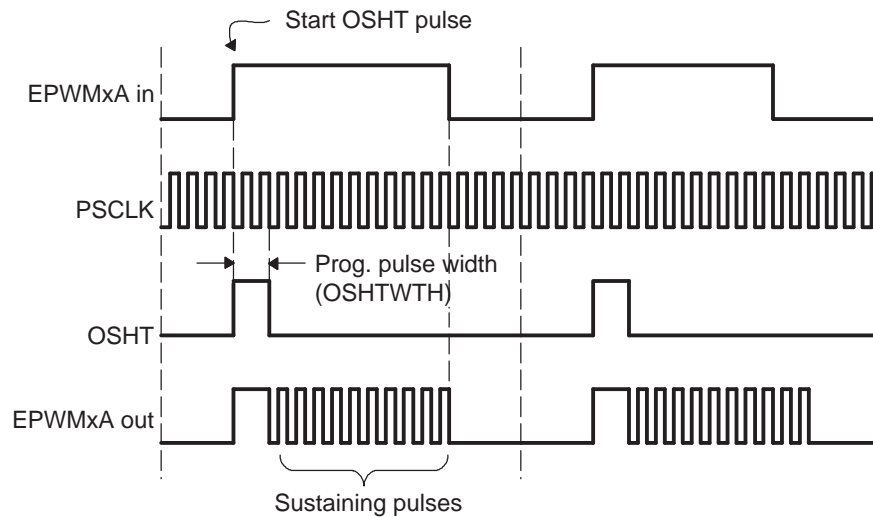 Start OSHT pulse
EPWMxA in
PSCLK
Prog. pulse width
(OSHTWTH)
OSHT
EPWMxA out
Sustaining pulses